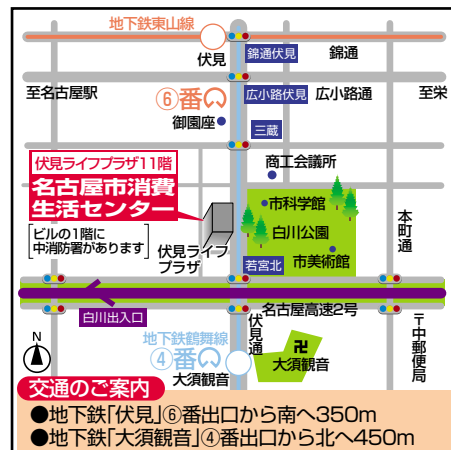 地下鉄東山線
伏見
錦通伏見
錦通
至名古屋駅
⑥番
広小路伏見
広小路通
至栄
御園座
三蔵
商工会議所
伏見ライフプラザ11階
名古屋市消費
生活センター
ビルの1階に
中消防署があります
伏見ライフ
プラザ
市科学館
白川公園
市美術館
若宮北
本町通
名古屋高速2号
白川出入口
伏見通
地下鉄鶴舞線
④番
大須観音
卍
大須観音
〒中郵便局
N
交通のご案内
●地下鉄「伏見」⑥番出口から南へ350m
●地下鉄「大須観音」④番出口から北へ450m